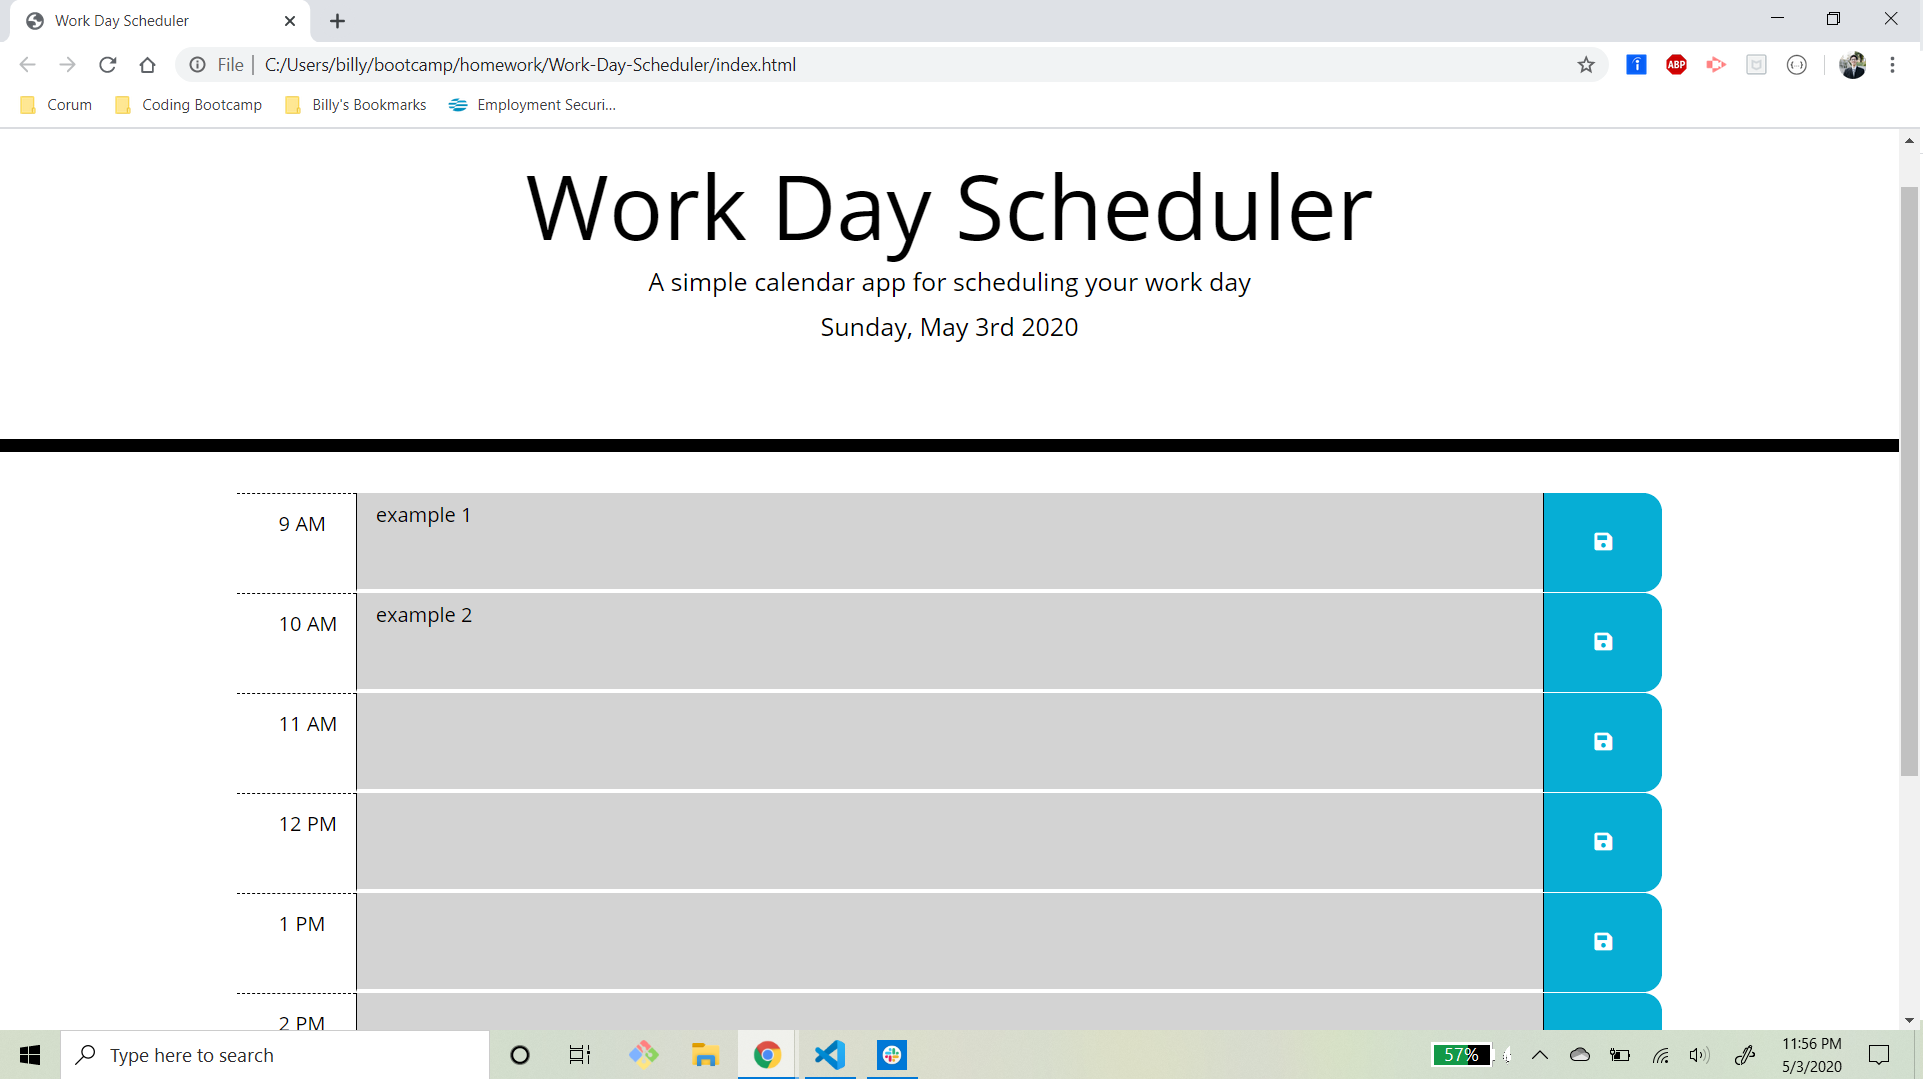 Work Day Scheduler
File | C:/Users/billy/bootcamp/homework/Work-Day-Scheduler/index.html
ABP
Corum Coding Bootcamp Billy's Bookmarks Employment Securi...
Work Day Scheduler
A simple calendar app for scheduling your work day
Sunday, May 3rd 2020
9 AM example 1
10 AM example 2
11 AM
12 PM
1 PM
2 PM
Type here to search
57%
11:56 PM
5/3/2020